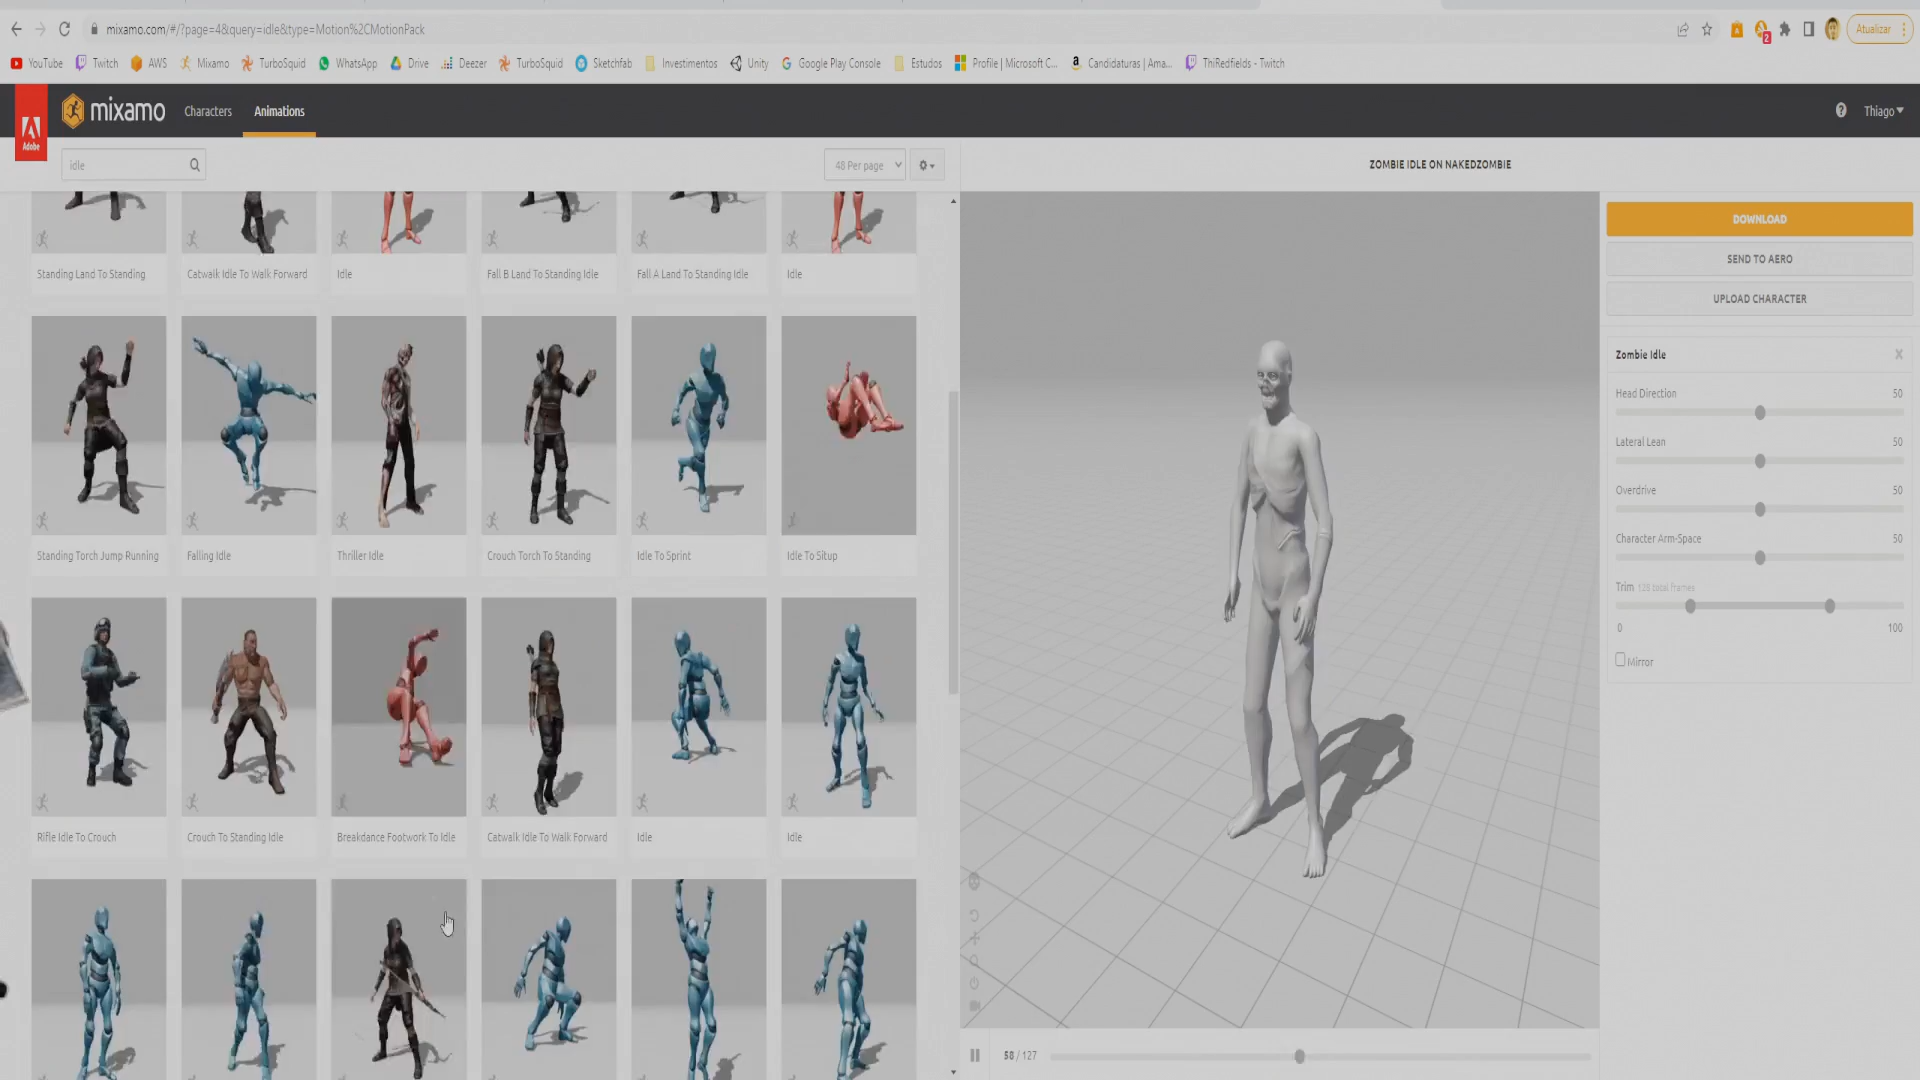 mixamo.com/#/?page=4&query=idle&type=Motion%2CMotionPack
Atualizar
2
YouTube Twitch AWS Mixamo TurboSquid WhatsApp Drive Deezer TurboSquid Sketchfab Investimentos Unity Google Play Console Estudos Profile | Microsoft C... Candidaturas | Ama... ThiRedfields - Twitch
Adobe
mixamo Characters Animations
Thiago
idle
48 Per page
ZOMBIE IDLE ON NAKEDZOMBIE
Standing Land To Standing
Catwalk Idle To Walk Forward
Idle
Fall B Land To Standing Idle
Fall A Land To Standing Idle
Idle
Standing Torch Jump Running
Falling Idle
Thriller Idle
Crouch Torch To Standing
Idle To Sprint
Idle To Situp
Rifle Idle To Crouch
Crouch To Standing Idle
Breakdance Footwork To Idle
Catwalk Idle To Walk Forward
Idle
Idle
DOWNLOAD
SEND TO AERO
UPLOAD CHARACTER
Zombie Idle X
Head Direction 50
Lateral Lean 50
Overdrive 50
Character Arm-Space 50
Trim 128 total frames
0 100
Mirror
58 / 127